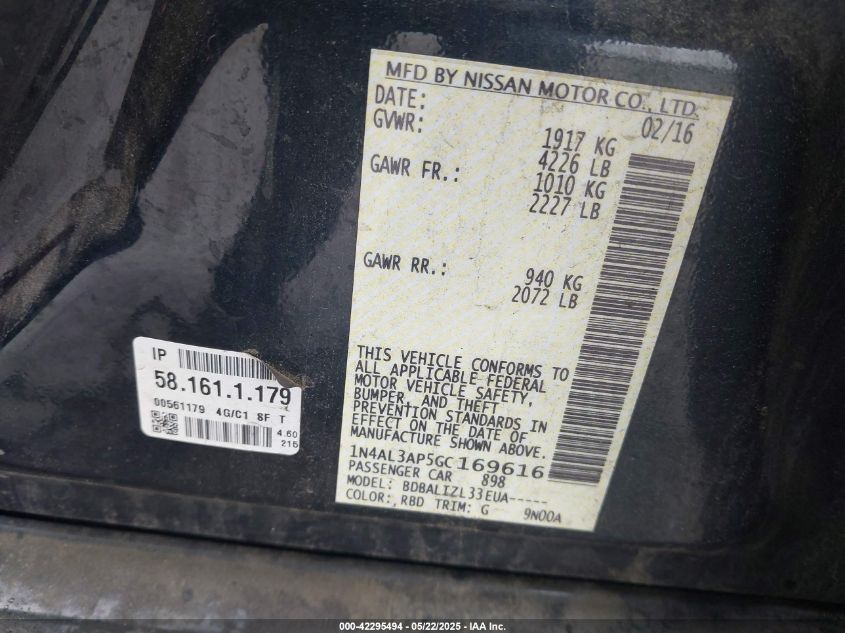 MFD BY NISSAN MOTOR CO., LTD.
DATE: 02/16
GVWR: 1917 KG
4226 LB
GAWR FR.: 1010 KG
2227 LB
GAWR RR.: 940 KG
2072 LB
THIS VEHICLE CONFORMS TO
ALL APPLICABLE FEDERAL
MOTOR VEHICLE SAFETY,
BUMPER, AND THEFT
PREVENTION STANDARDS IN
EFFECT ON THE DATE OF
MANUFACTURE SHOWN ABOVE.
1N4AL3AP5GC169616
PASSENGER CAR 898
MODEL: BDBALIZL33EUA-----
COLOR:,RBD TRIM: G 9N00A
IP
58.161.1.179
00561179 4G/C1 8F T
4.60
215
000-42295494 - 05/22/2025 - IAA Inc.